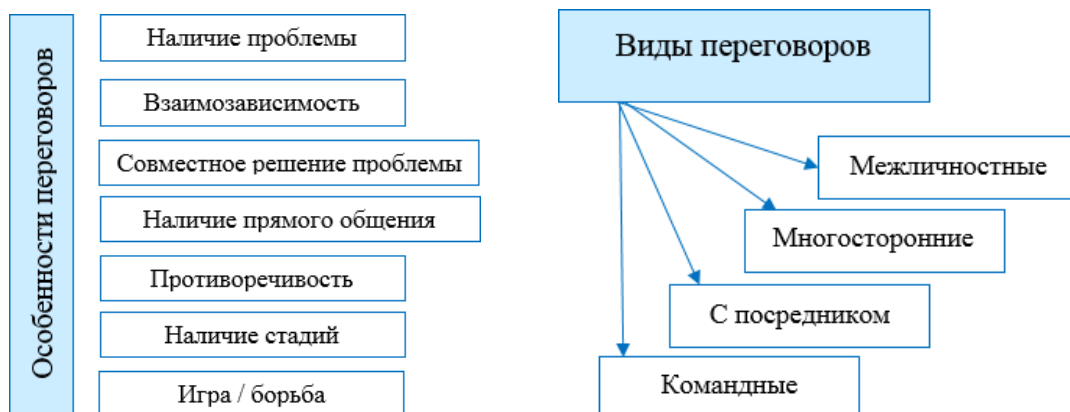 Особенности переговоров
Наличие проблемы
Взаимозависимость
Совместное решение проблемы
Наличие прямого общения
Противоречивость
Наличие стадий
Игра / борьба
Виды переговоров
Межличностные
Многосторонние
С посредником
Командные